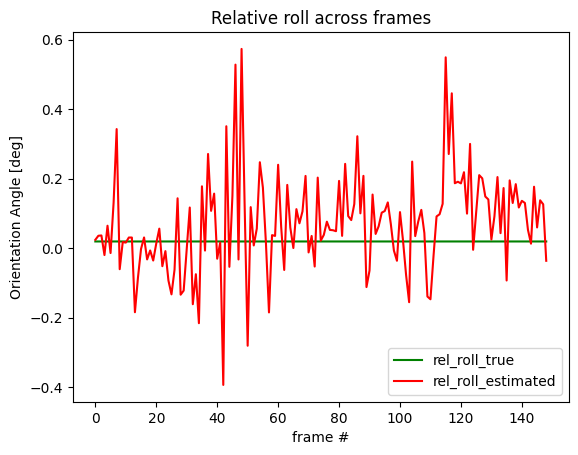 Relative roll across frames
Orientation Angle [deg]
0.6
0.4
0.2
0.0
−0.2
−0.4
0 20 40 60 80 100 120 140
frame #
rel_roll_true
rel_roll_estimated